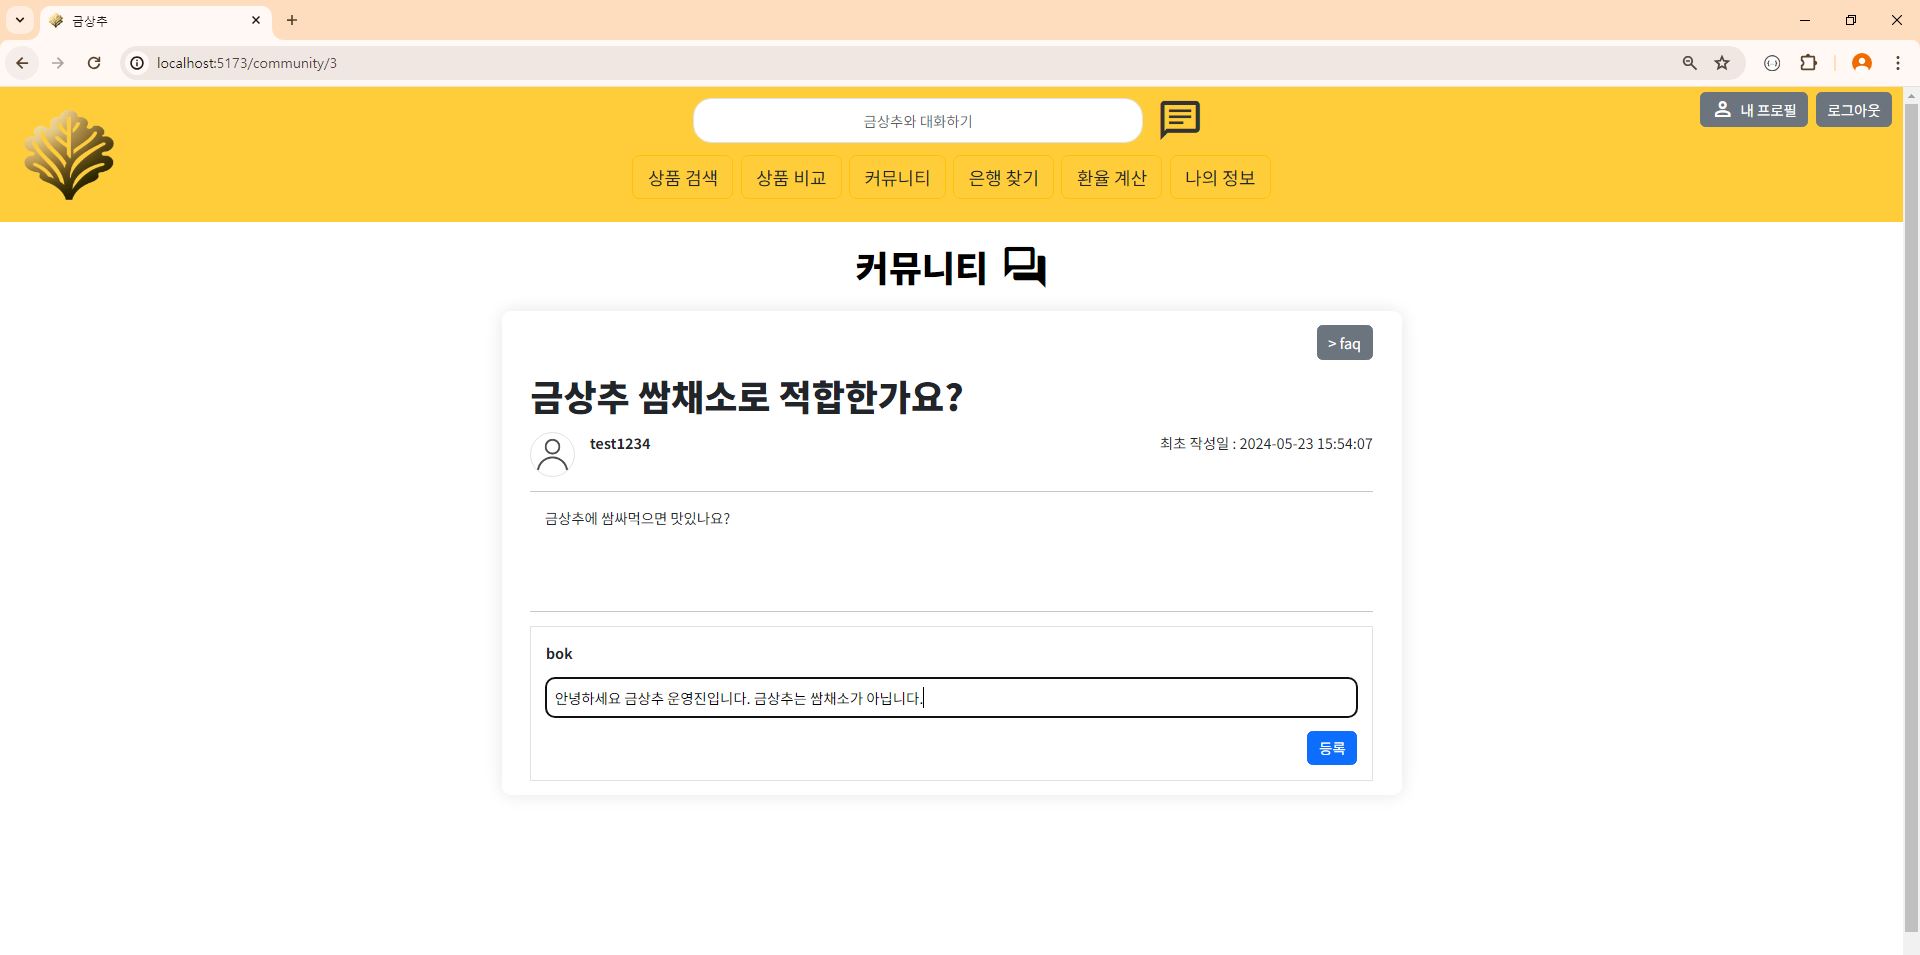 금상추
localhost:5173/community/3
금상추와 대화하기
내 프로필
로그아웃
상품 검색
상품 비교
커뮤니티
은행 찾기
환율 계산
나의 정보
커뮤니티
> faq
금상추 쌈채소로 적합한가요?
test1234
최초 작성일 : 2024-05-23 15:54:07
금상추에 쌈싸먹으면 맛있나요?
bok
안녕하세요 금상추 운영진입니다. 금상추는 쌈채소가 아닙니다.
등록